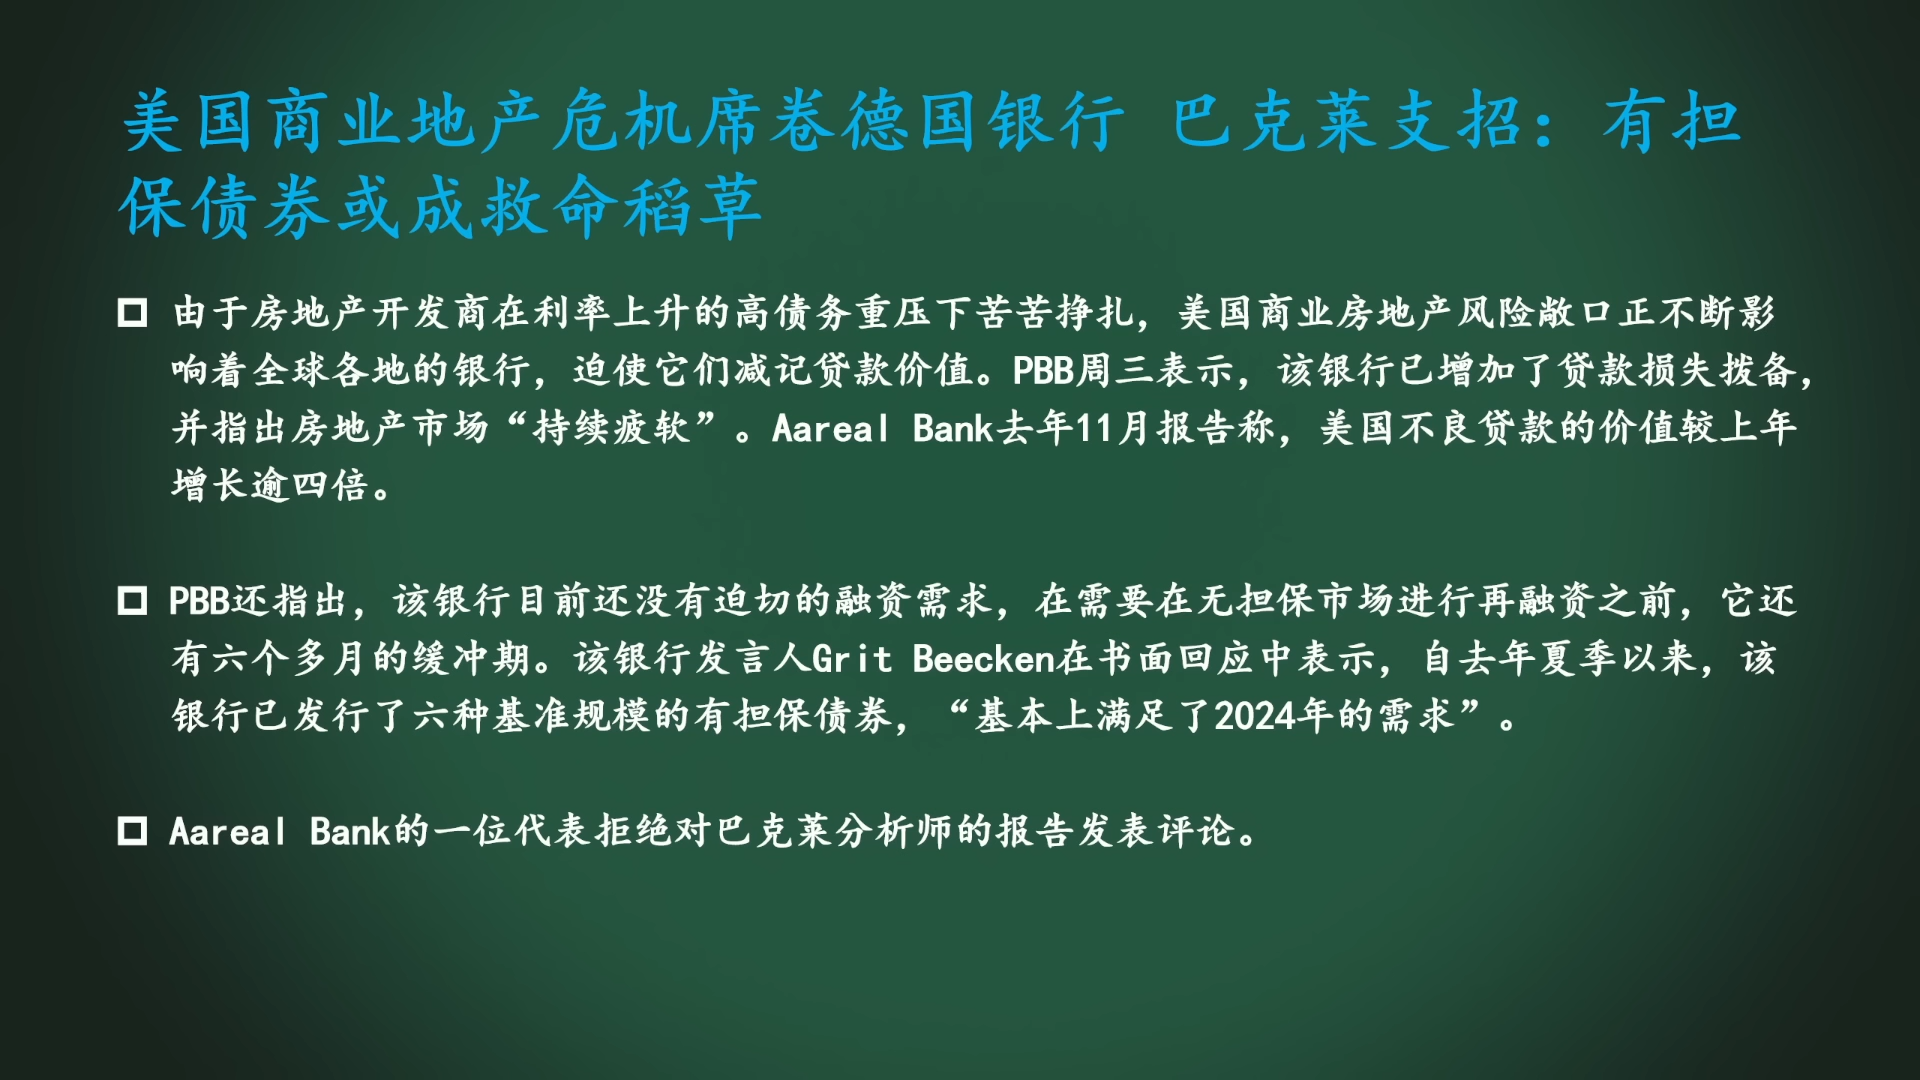 美国商业地产危机席卷德国银行 巴克莱支招：有担
保债券或成救命稻草
由于房地产开发商在利率上升的高债务重压下苦苦挣扎，美国商业房地产风险敞口正不断影
响着全球各地的银行，迫使它们减记贷款价值。PBB周三表示，该银行已增加了贷款损失拨备，
并指出房地产市场“持续疲软”。Aareal Bank去年11月报告称，美国不良贷款的价值较上年
增长逾四倍。
PBB还指出，该银行目前还没有迫切的融资需求，在需要在无担保市场进行再融资之前，它还
有六个多月的缓冲期。该银行发言人Grit Beecken在书面回应中表示，自去年夏季以来，该
银行已发行了六种基准规模的有担保债券，“基本上满足了2024年的需求”。
Aareal Bank的一位代表拒绝对巴克莱分析师的报告发表评论。